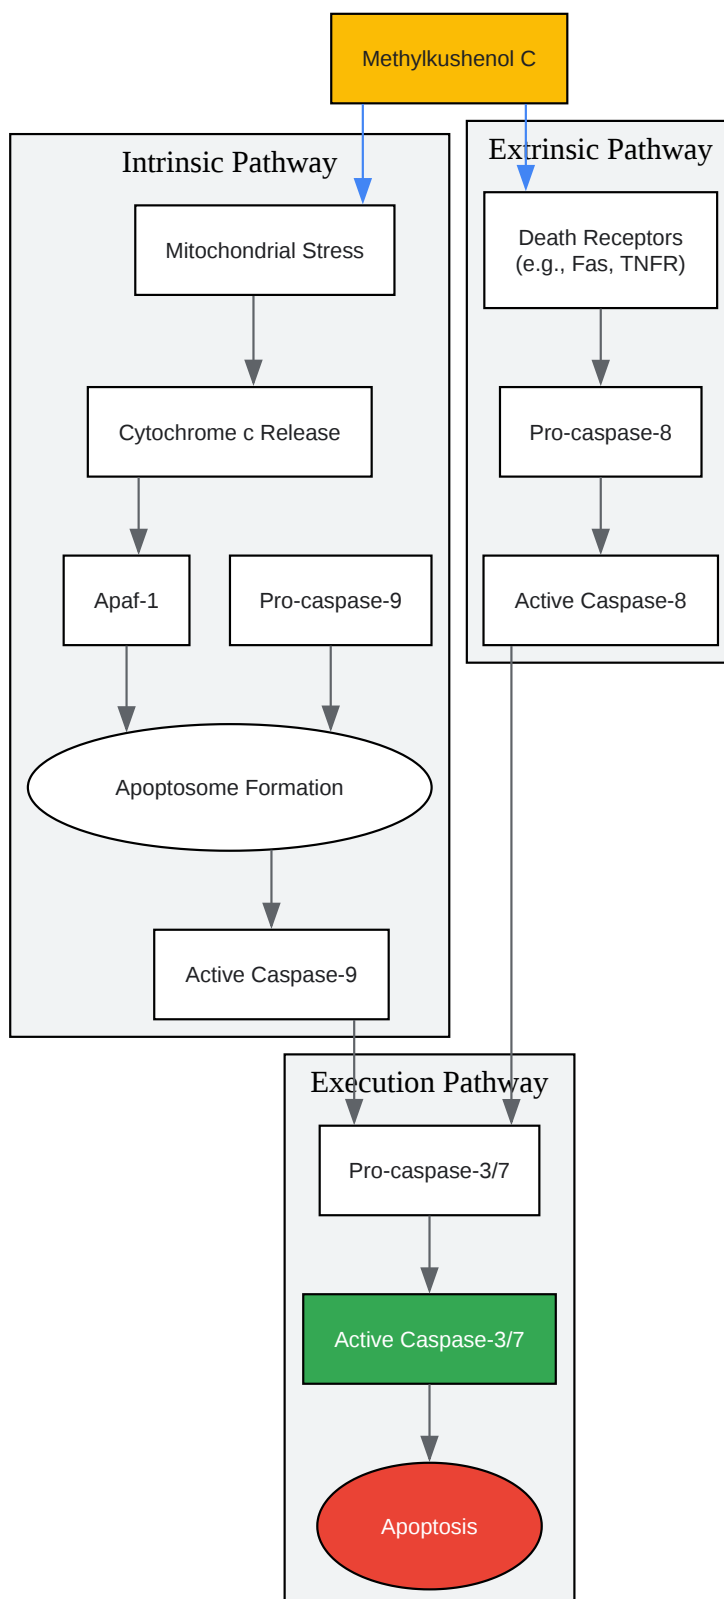 Methylkushenol C
Intrinsic Pathway
Extrinsic Pathway
Mitochondrial Stress
Death Receptors
(e.g., Fas, TNFR)
Cytochrome c Release
Pro-caspase-8
Apaf-1
Pro-caspase-9
Active Caspase-8
Apoptosome Formation
Active Caspase-9
Execution Pathway
Pro-caspase-3/7
Active Caspase-3/7
Apoptosis